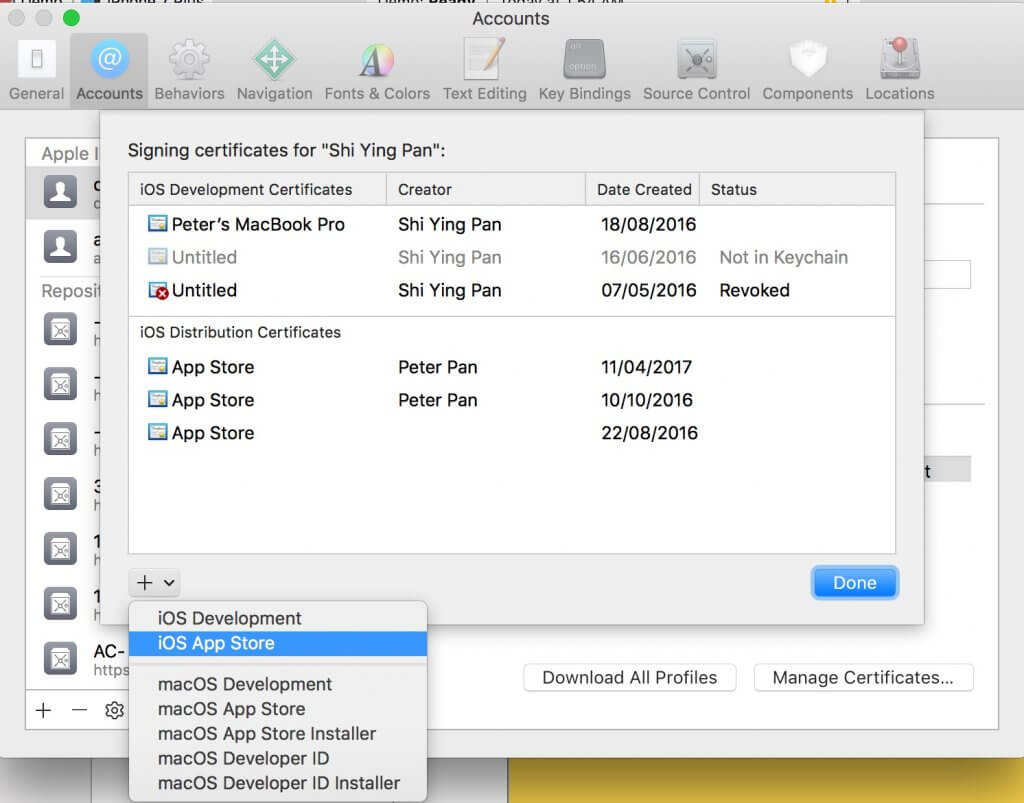 Accounts
General
Accounts
Behaviors
Navigation
Fonts & Colors
Text Editing
alt
option
Key Bindings
Source Control
Components
Locations
Apple I
Signing certificates for "Shi Ying Pan":
iOS Development Certificates Creator Date Created Status
Peter’s MacBook Pro Shi Ying Pan 18/08/2016
Untitled Shi Ying Pan 16/06/2016 Not in Keychain
Untitled Shi Ying Pan 07/05/2016 Revoked
Reposit
iOS Distribution Certificates
App Store Peter Pan 11/04/2017
App Store Peter Pan 10/10/2016
App Store 22/08/2016
Done
iOS Development
iOS App Store
macOS Development
macOS App Store
macOS App Store Installer
macOS Developer ID
macOS Developer ID Installer
AC-
https
Download All Profiles
Manage Certificates...